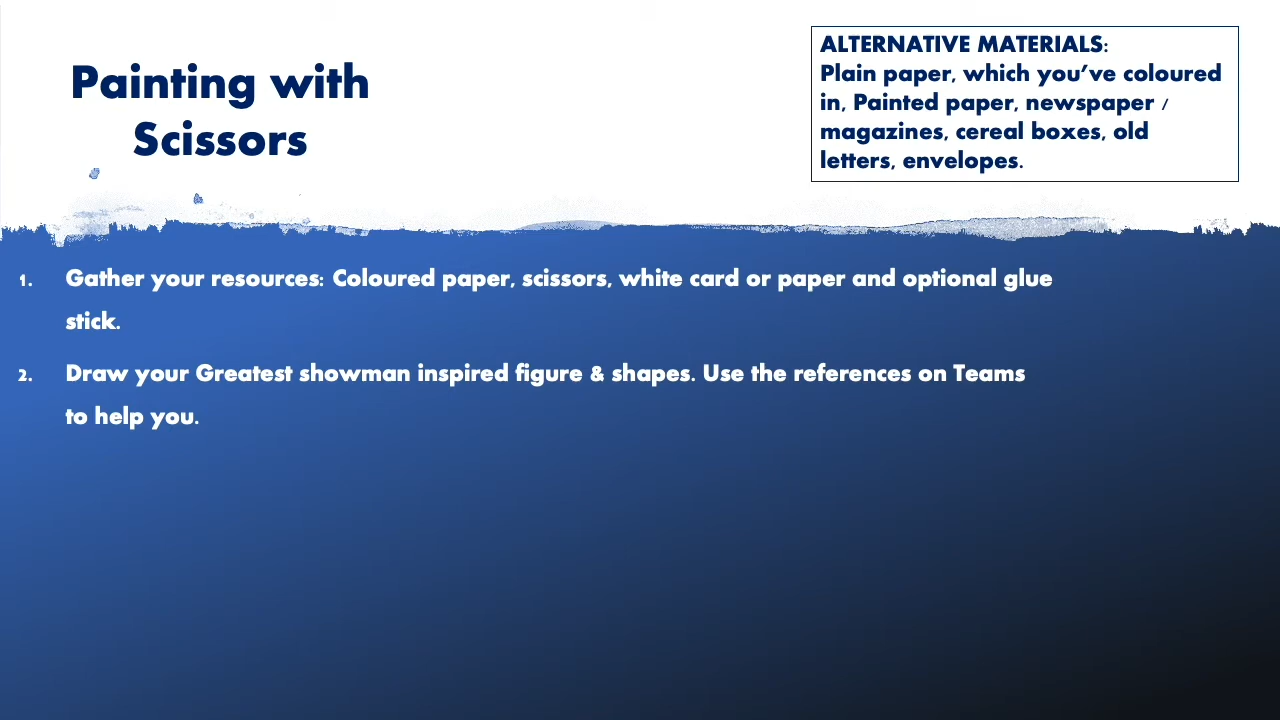 Painting with
Scissors
ALTERNATIVE MATERIALS:
Plain paper, which you’ve coloured
in, Painted paper, newspaper /
magazines, cereal boxes, old
letters, envelopes.
1. Gather your resources: Coloured paper, scissors, white card or paper and optional glue
stick.
2. Draw your Greatest showman inspired figure & shapes. Use the references on Teams
to help you.